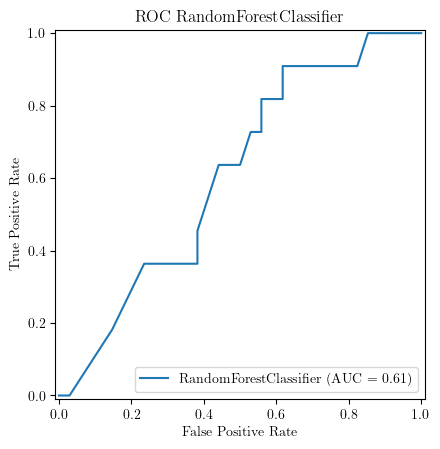 ROC RandomForestClassifier
1.0
0.8
0.6
0.4
0.2
0.0
True Positive Rate
RandomForestClassifier (AUC = 0.61)
0.0 0.2 0.4 0.6 0.8 1.0
False Positive Rate